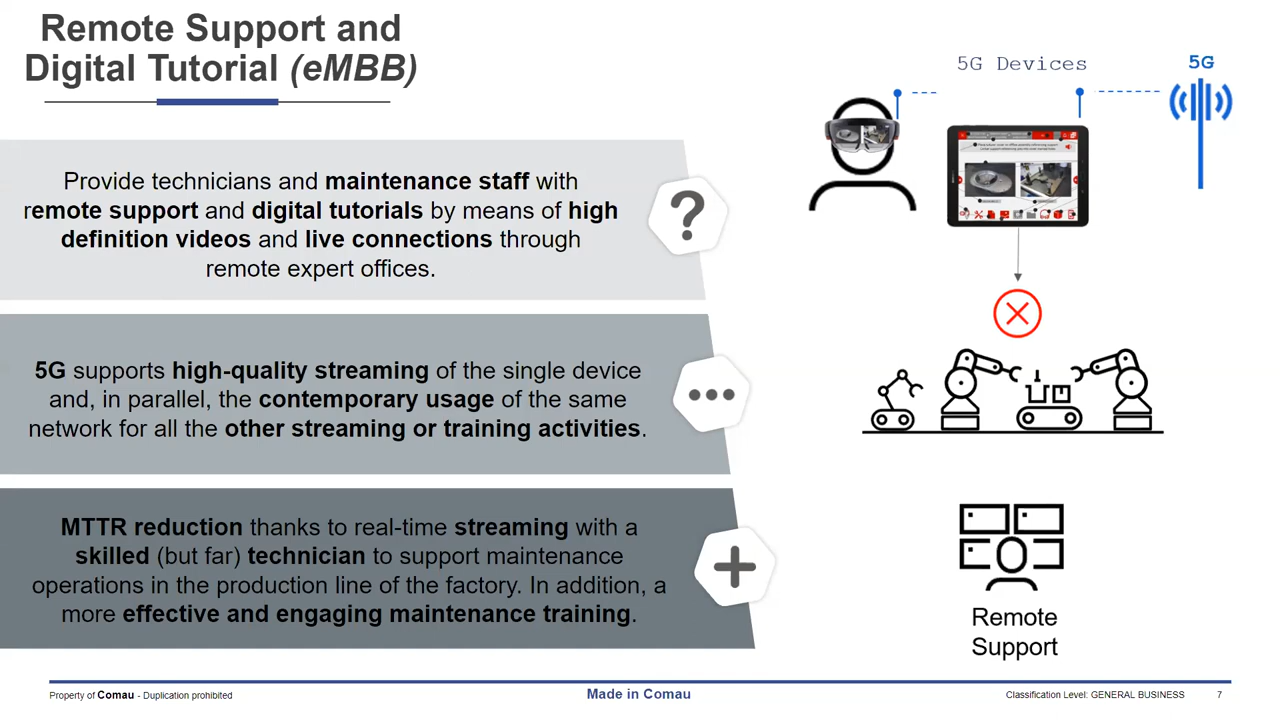 Remote Support and
Digital Tutorial (eMBB)
Provide technicians and maintenance staff with
remote support and digital tutorials by means of high
definition videos and live connections through
remote expert offices.
?
5G supports high-quality streaming of the single device
and, in parallel, the contemporary usage of the same
network for all the other streaming or training activities.
MTTR reduction thanks to real-time streaming with a
skilled (but far) technician to support maintenance
operations in the production line of the factory. In addition, a
more effective and engaging maintenance training.
5G Devices
5G
Remote
Support
Property of Comau - Duplication prohibited
Made in Comau
Classification Level: GENERAL BUSINESS
7